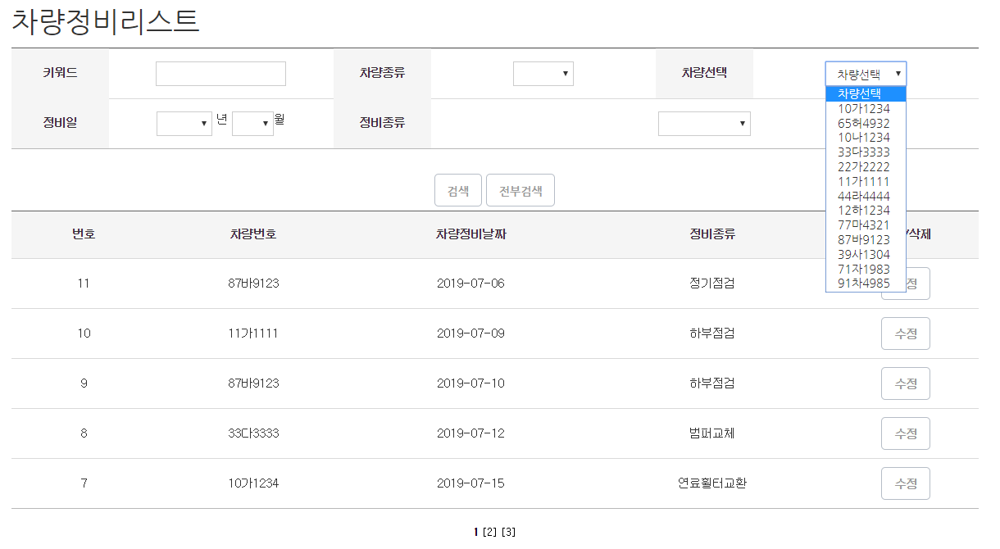 차량정비리스트
키워드 차량종류 차량선택 차량선택
정비일 년 월 정비종류
차량선택
10가1234
65허4932
10나1234
33다3333
22가2222
11가1111
44라4444
12하1234
77마4321
87바9123
39사1304
71자1983
91차4985
검색 전부검색
번호 차량번호 차량정비날짜 정비종류 /삭제
11 87바9123 2019-07-06 정기점검 정
10 11가1111 2019-07-09 하부점검 수정
9 87바9123 2019-07-10 하부점검 수정
8 33다3333 2019-07-12 범퍼교체 수정
7 10가1234 2019-07-15 연료휠터교환 수정
1 [2] [3]